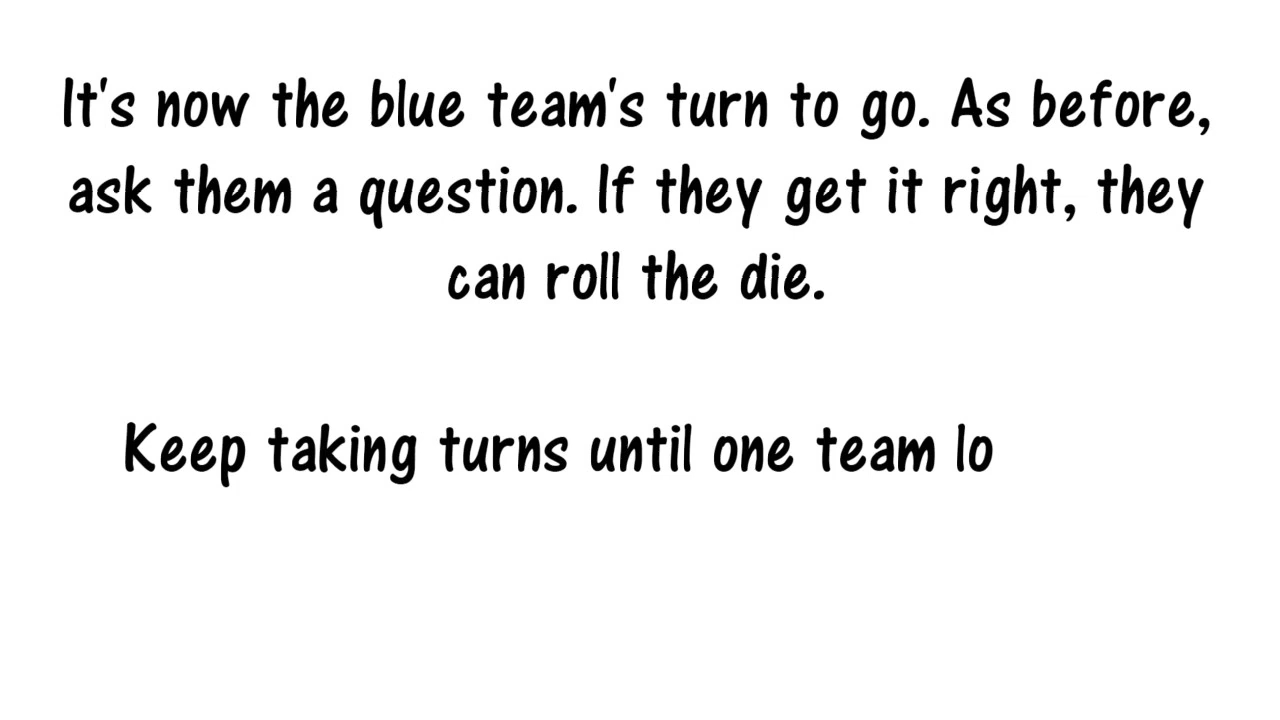 It's now the blue team's turn to go. As before,
ask them a question. If they get it right, they
can roll the die.
Keep taking turns until one team lo